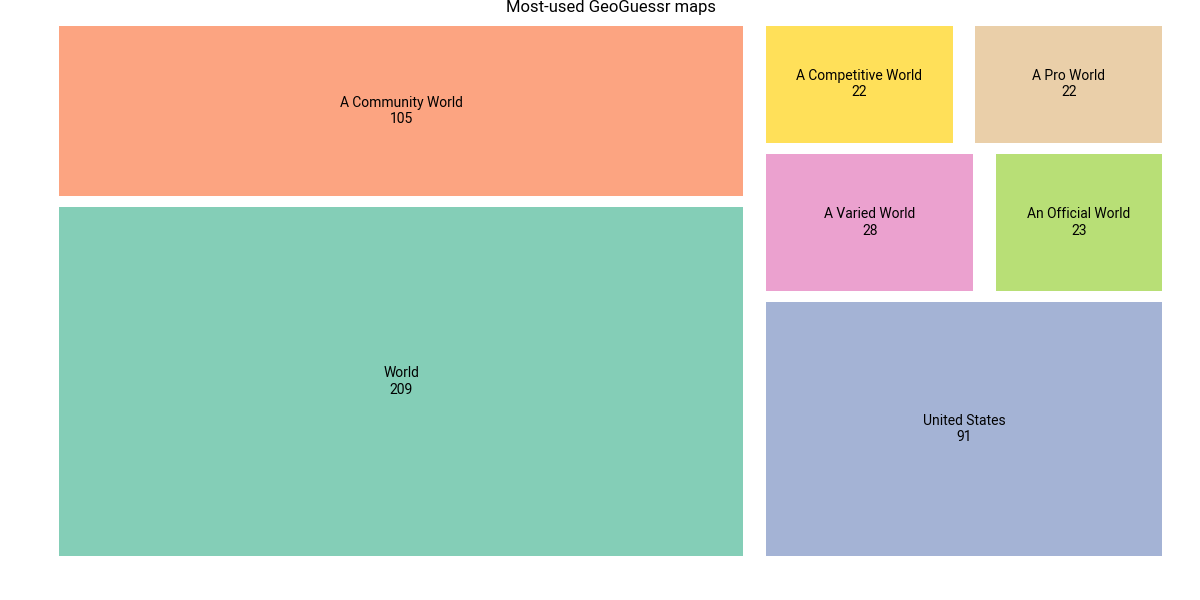 Most-used GeoGuessr maps
A Community World
105
World
209
A Competitive World
22
A Pro World
22
A Varied World
28
An Official World
23
United States
91